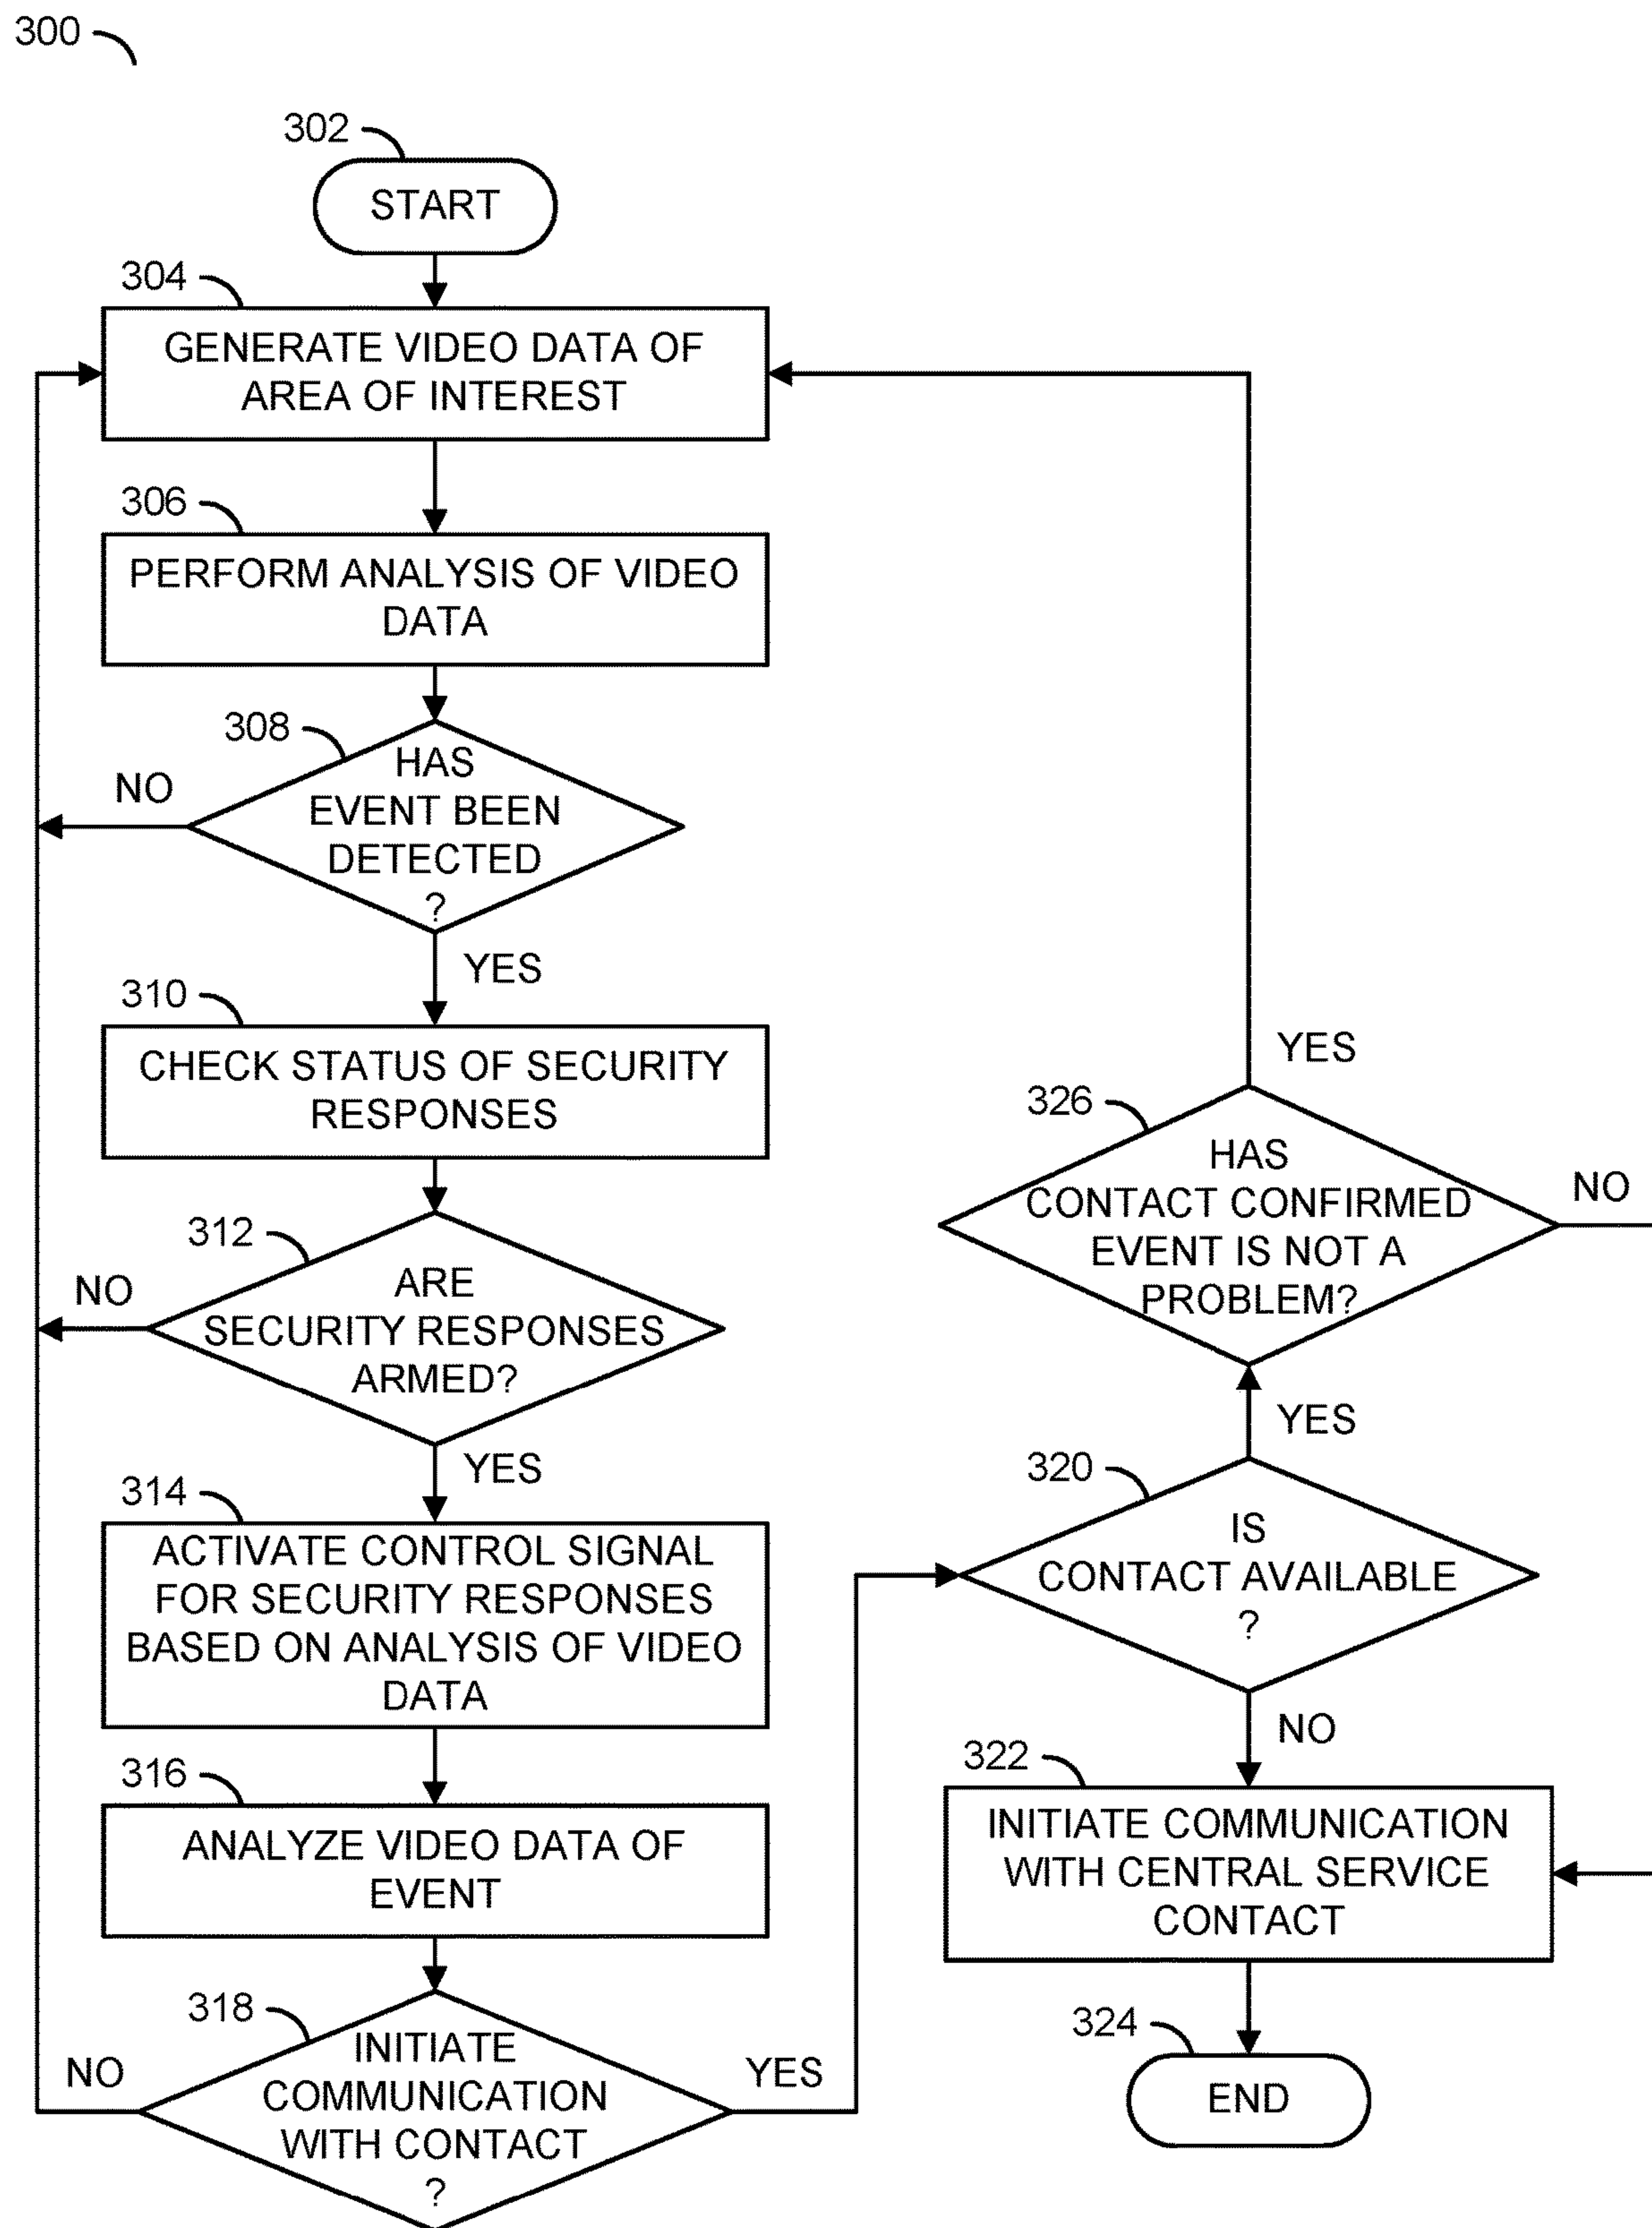 300
302
START
304
GENERATE VIDEO DATA OF
AREA OF INTEREST
306
PERFORM ANALYSIS OF VIDEO
DATA
308
HAS
EVENT BEEN
DETECTED
?
NO
YES
310
CHECK STATUS OF SECURITY
RESPONSES
312
ARE
SECURITY RESPONSES
ARMED?
NO
YES
314
ACTIVATE CONTROL SIGNAL
FOR SECURITY RESPONSES
BASED ON ANALYSIS OF VIDEO
DATA
316
ANALYZE VIDEO DATA OF
EVENT
318
INITIATE
COMMUNICATION
WITH CONTACT
?
NO
YES
YES
326
HAS
CONTACT CONFIRMED
EVENT IS NOT A
PROBLEM?
NO
YES
320
IS
CONTACT AVAILABLE
?
NO
322
INITIATE COMMUNICATION
WITH CENTRAL SERVICE
CONTACT
324
END